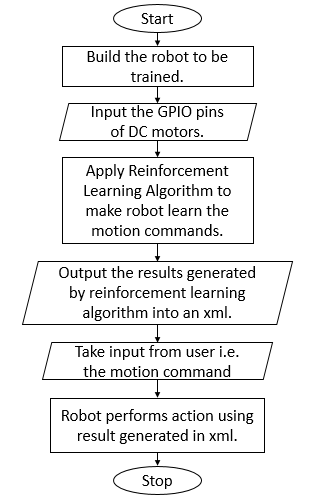 Start
Build the robot to be
trained.
Input the GPIO pins
of DC motors.
Apply Reinforcement
Learning Algorithm to
make robot learn the
motion commands.
Output the results generated
by reinforcement learning
algorithm into an xml.
Take input from user i.e.
the motion command
Robot performs action using
result generated in xml.
Stop